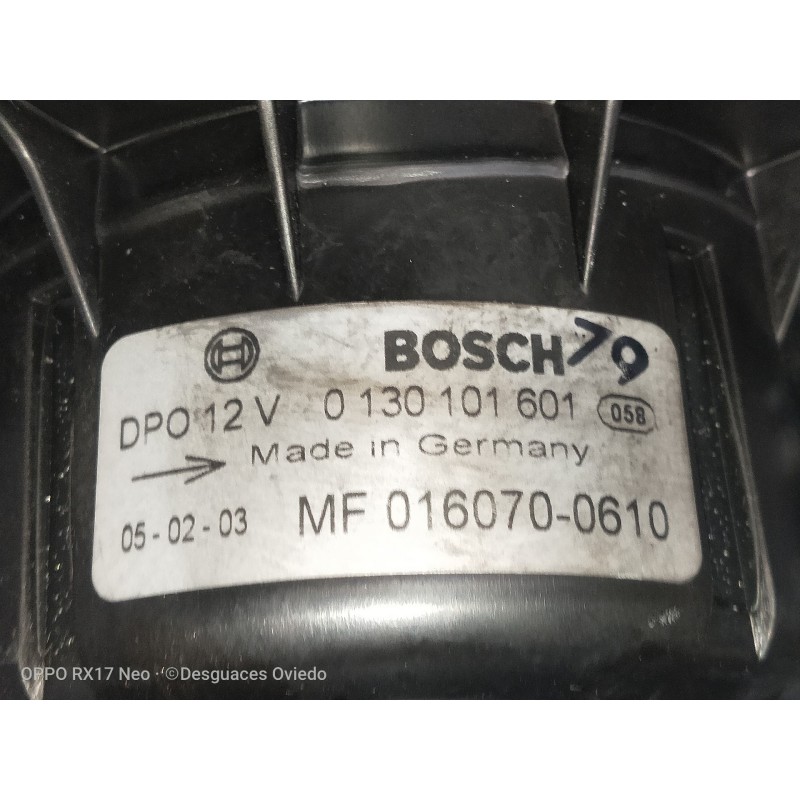 BOSCH 79
DPO 12 V 0 130 101 601 058
Made in Germany
05-02-03 MF 016070-0610
OPPO RX17 Neo ·©Desguaces Oviedo